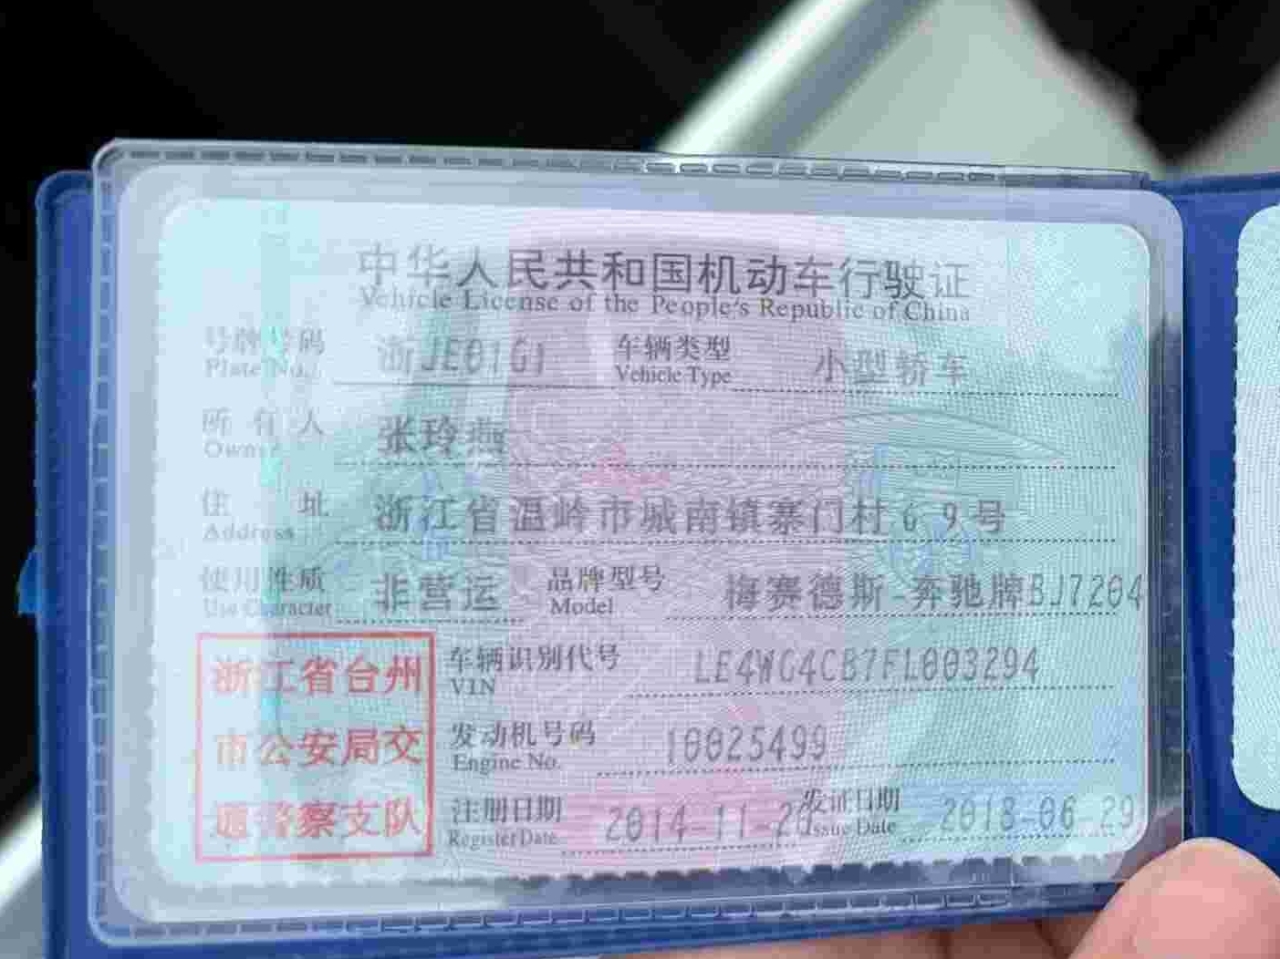 中华人民共和国机动车行驶证
Vehicle License of the People's Republic of China
号牌号码 浙JE01G1 车辆类型 小型轿车
Plate No. Vehicle Type
所有人 张玲燕
Owner
住址 浙江省温岭市城南镇寨门村69号
Address
使用性质 非营运 品牌型号 梅赛德斯-奔驰牌BJ7204
Use Character Model
浙江省台州 车辆识别代号 LE4WG4CB7FL003294
VIN
市公安局交 发动机号码 10025499
Engine No.
通警察支队 注册日期 2014-11-20 发证日期 2018-06-29
Register Date Issue Date